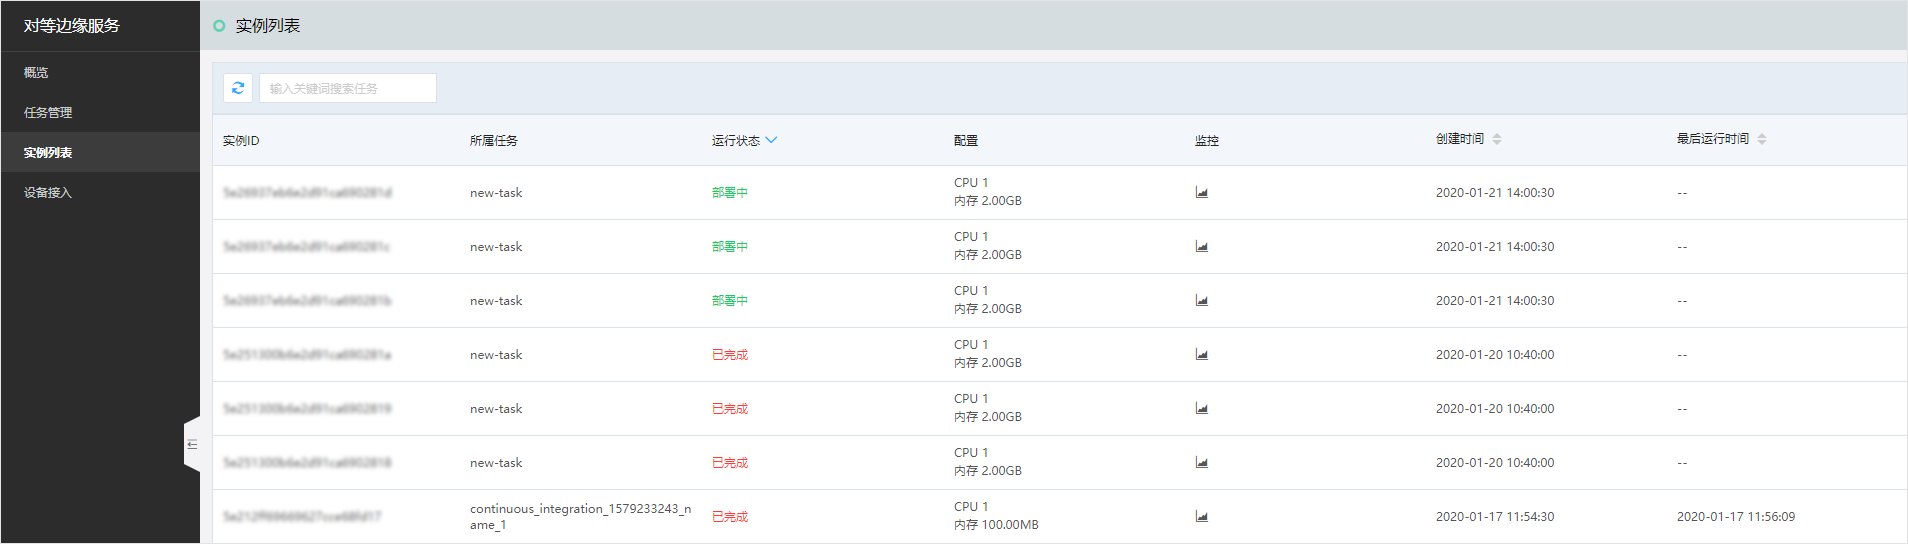 对等边缘服务
概览
任务管理
实例列表
设备接入
实例列表
输入关键词搜索任务
实例ID 所属任务 运行状态 配置 监控 创建时间 最后运行时间
new-task 部署中 CPU 1 2020-01-21 14:00:30 --
内存 2.00GB
new-task 部署中 CPU 1 2020-01-21 14:00:30 --
内存 2.00GB
new-task 部署中 CPU 1 2020-01-21 14:00:30 --
内存 2.00GB
new-task 已完成 CPU 1 2020-01-20 10:40:00 --
内存 2.00GB
new-task 已完成 CPU 1 2020-01-20 10:40:00 --
内存 2.00GB
new-task 已完成 CPU 1 2020-01-20 10:40:00 --
内存 2.00GB
continuous_integration_1579233243_n 已完成 CPU 1 2020-01-17 11:54:30 2020-01-17 11:56:09
ame_1 内存 100.00MB